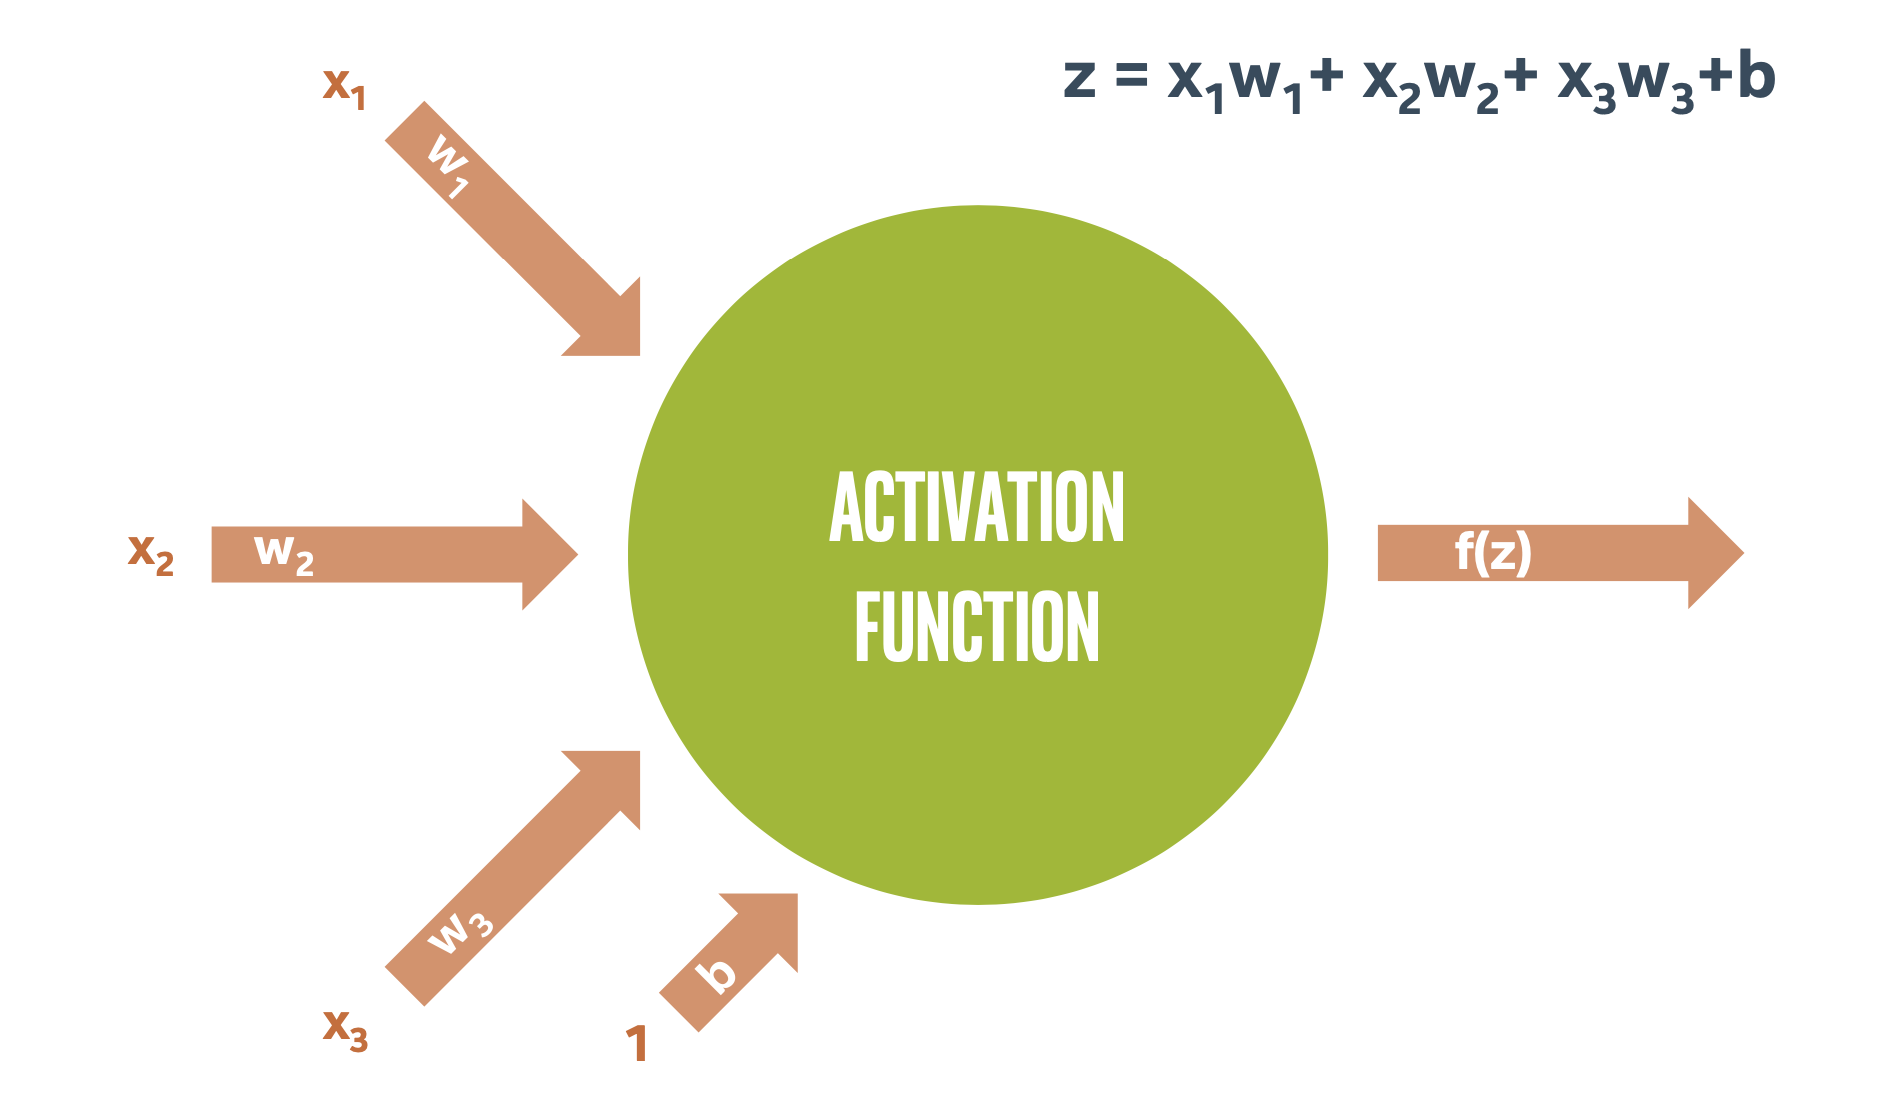 z = x₁w₁+ x₂w₂+ x₃w₃+b
x₁
w₁
x₂
w₂
ACTIVATION
FUNCTION
f(z)
w₃
x₃
b
1